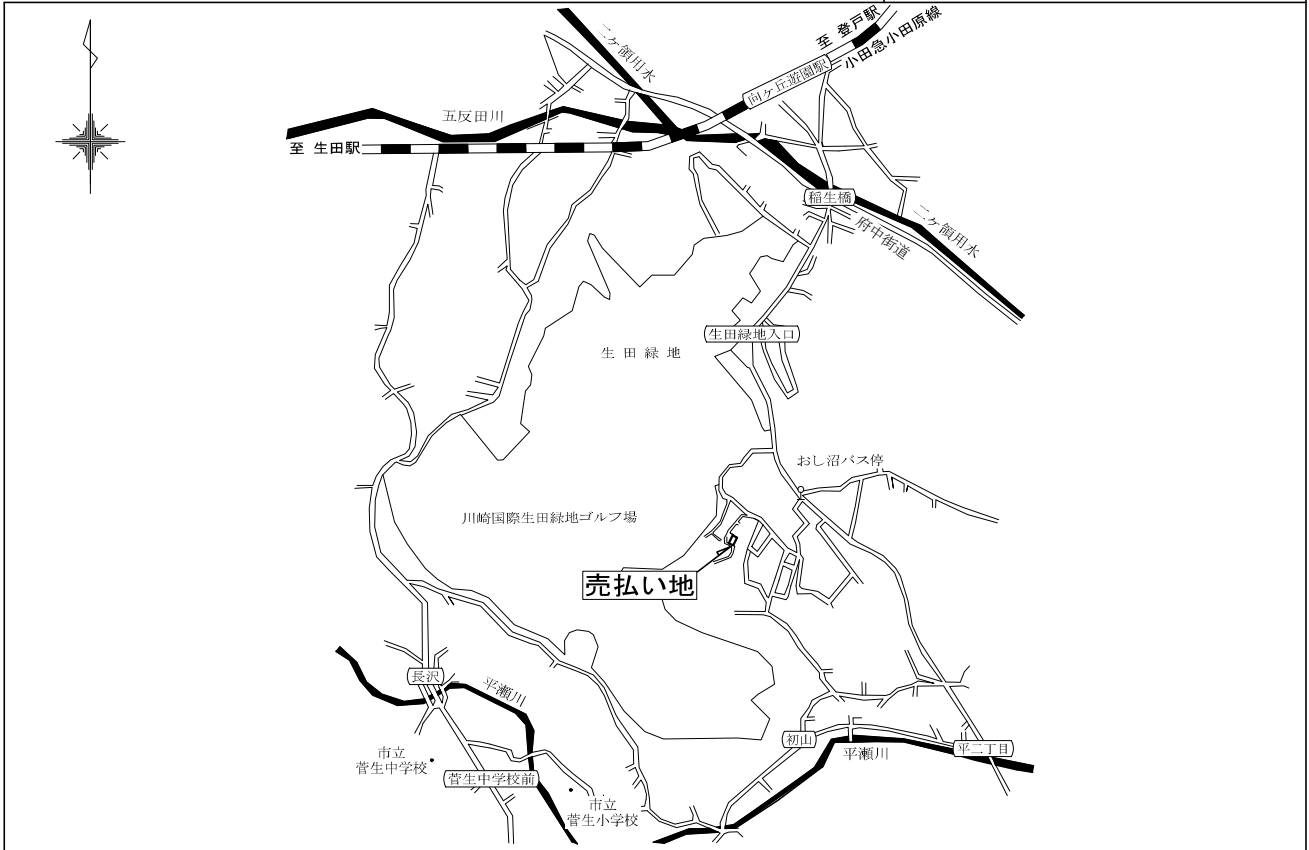 至 登戸駅
小田急小田原線
二ケ領用水
向ケ丘遊園駅
五反田川
至 生田駅
稲生橋
府中街道
二ケ領用水
生田緑地入口
生田緑地
おし沼バス停
川崎国際生田緑地ゴルフ場
売払い地
長沢
平瀬川
初山
平瀬川
平二丁目
市立
菅生中学校
菅生中学校前
市立
菅生小学校